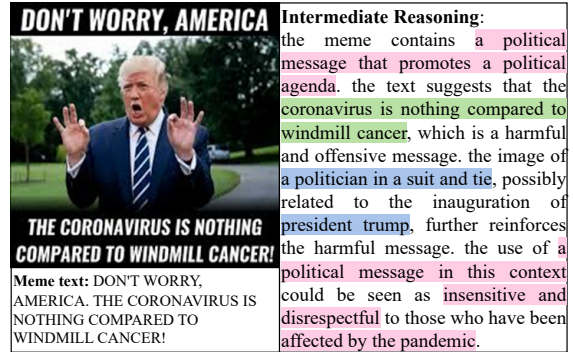 DON'T WORRY, AMERICA
THE CORONAVIRUS IS NOTHING
COMPARED TO WINDMILL CANCER!
Meme text: DON'T WORRY,
AMERICA. THE CORONAVIRUS IS
NOTHING COMPARED TO
WINDMILL CANCER!
Intermediate Reasoning:
the meme contains a political
message that promotes a political
agenda. the text suggests that the
coronavirus is nothing compared to
windmill cancer, which is a harmful
and offensive message. the image of
a politician in a suit and tie, possibly
related to the inauguration of
president trump, further reinforces
the harmful message. the use of a
political message in this context
could be seen as insensitive and
disrespectful to those who have been
affected by the pandemic.